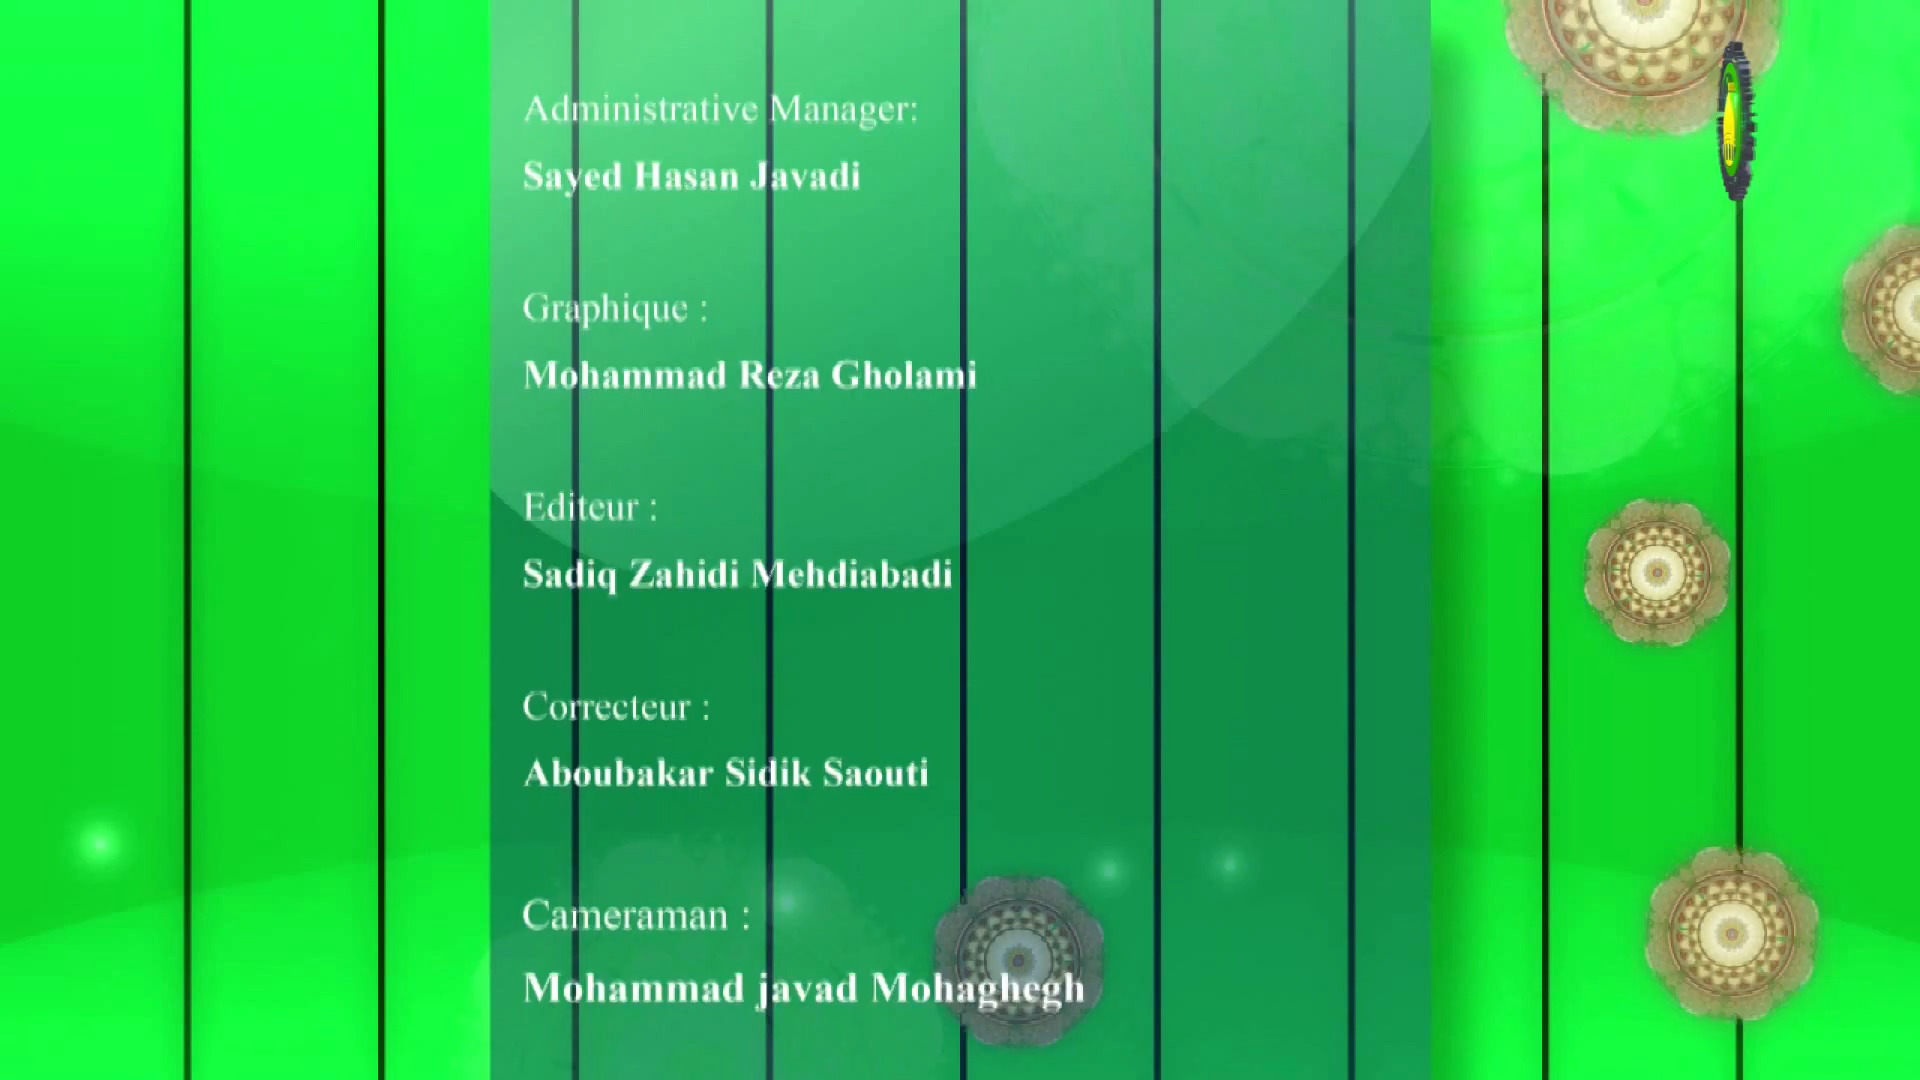 Administrative Manager:
Sayed Hasan Javadi
Graphique :
Mohammad Reza Gholami
Editeur :
Sadiq Zahidi Mehdiabadi
Correcteur :
Aboubakar Sidik Saouti
Cameraman :
Mohammad javad Mohaghegh